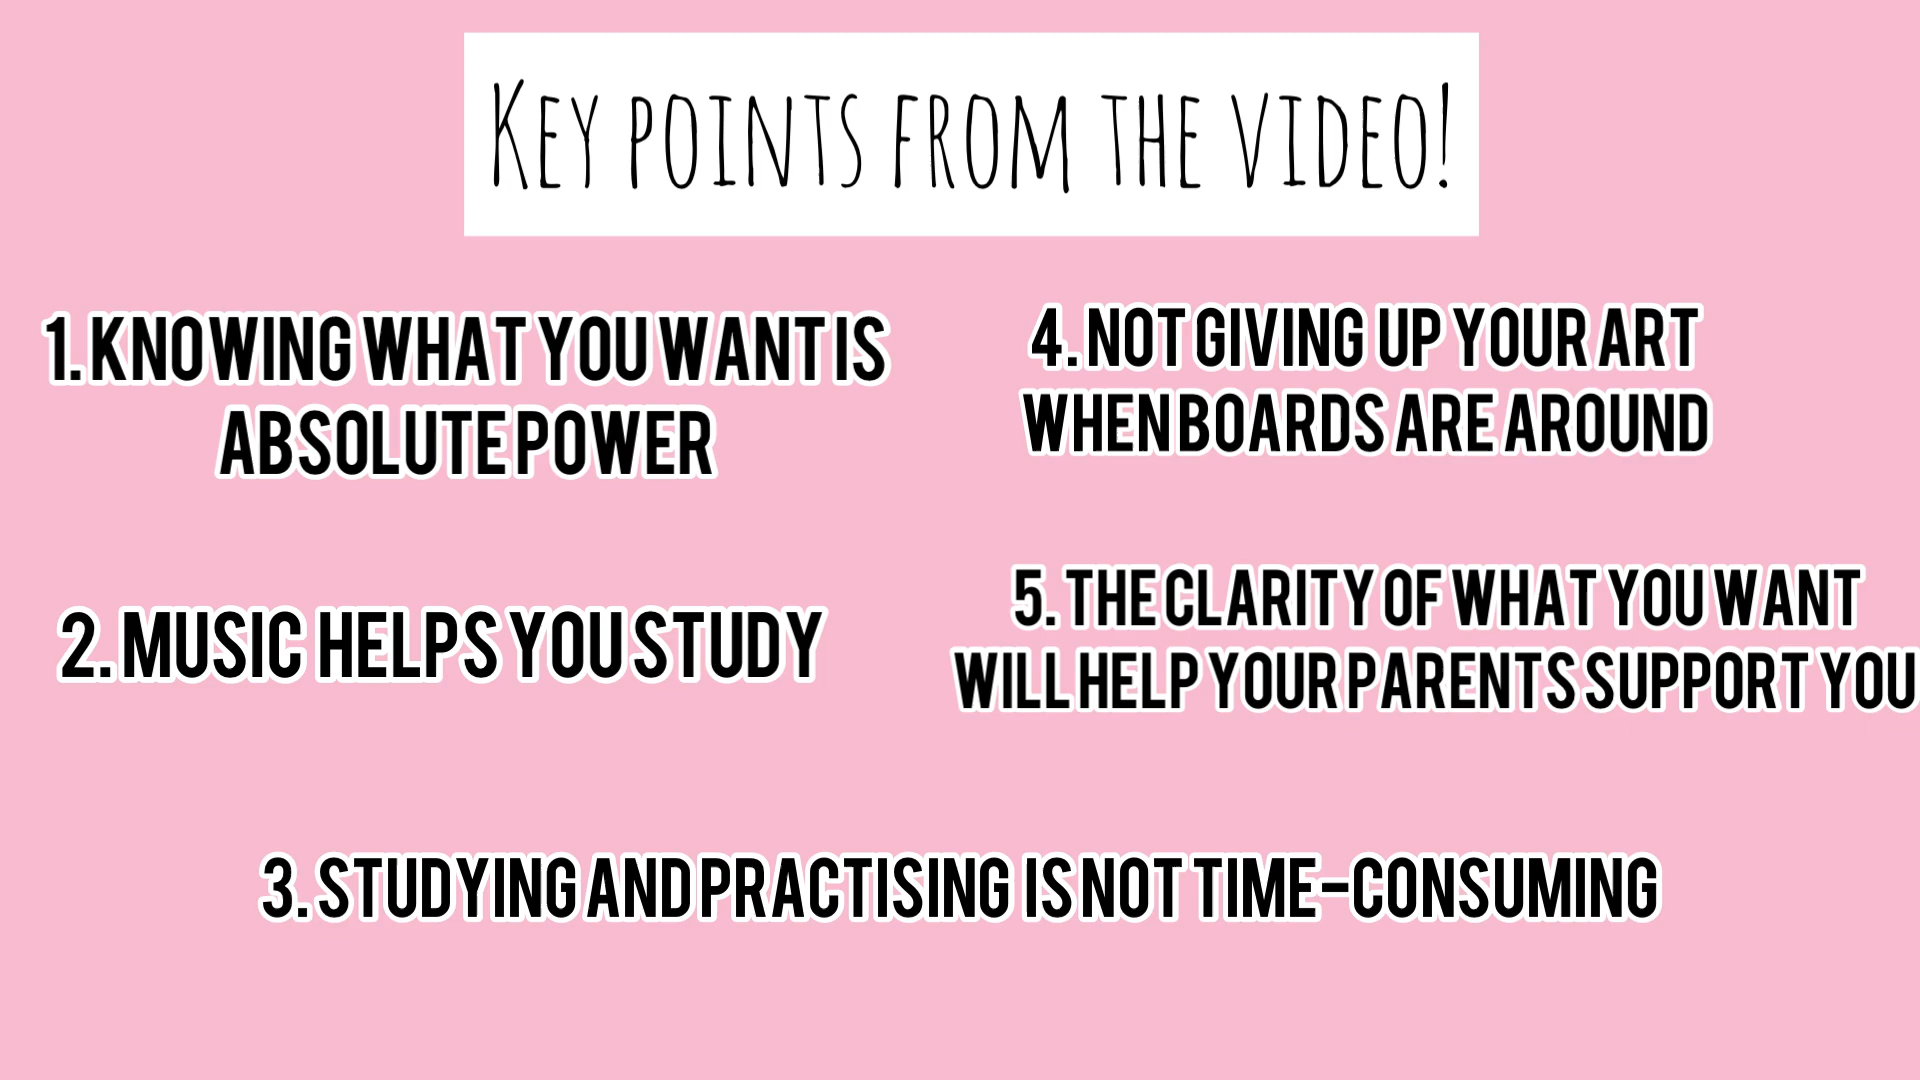 KEY POINTS FROM THE VIDEO!
1. KNOWING WHAT YOU WANT IS
ABSOLUTE POWER
2. MUSIC HELPS YOU STUDY
3. STUDYING AND PRACTISING IS NOT TIME-CONSUMING
4. NOT GIVING UP YOUR ART
WHEN BOARDS ARE AROUND
5. THE CLARITY OF WHAT YOU WANT
WILL HELP YOUR PARENTS SUPPORT YOU